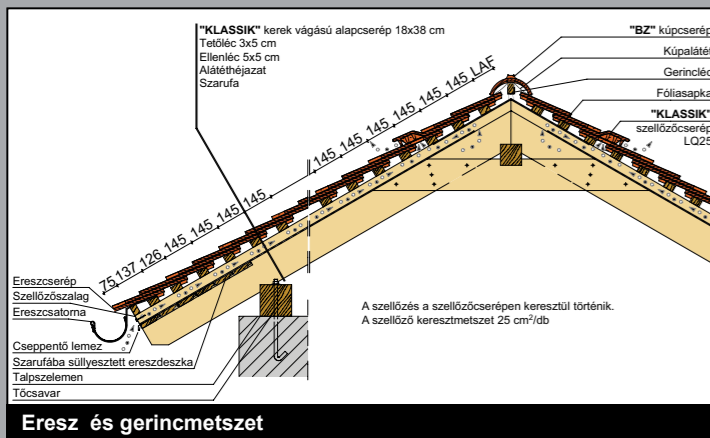 "KLASSIK" kerek vágású alapcserép 18x38 cm
Tetőléc 3x5 cm
Ellenléc 5x5 cm
Alátéthéjazat
Szarufa
"BZ" kúpcserép
Kúpalátét
Gerincléc
Fóliasapka
"KLASSIK"
szellőzőcserép
LQ25
75 137 126 145 145 145 145 145 145 145 145 145 145 LAF
Ereszcserép
Szellőzőszalag
Ereszcsatorna
Cseppentő lemez
Szarufába süllyesztett ereszdeszka
Talpszelemen
Tőcsavar
A szellőzés a szellőzőcserépen keresztül történik.
A szellőző keresztmetszet 25 cm²/db
Eresz és gerincmetszet